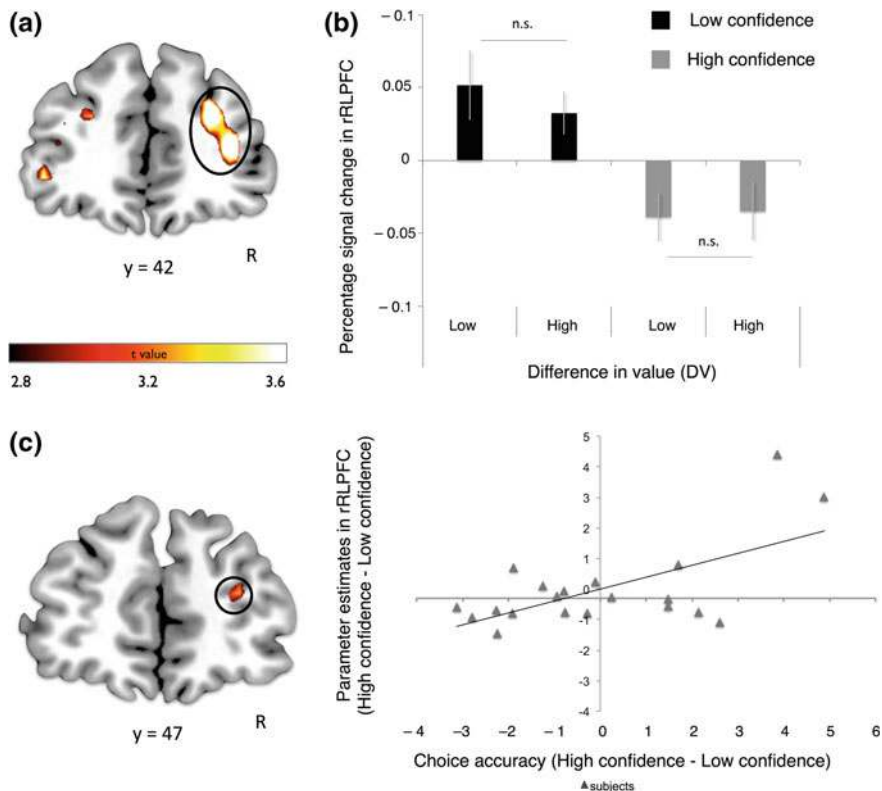 (a)
y = 42
R
t value
2.8 3.2 3.6
(b)
Percentage signal change in rRLPFC
− 0.1
0.05
0
− 0.05
− 0.1
n.s.
n.s.
Low confidence
High confidence
Low High Low High
Difference in value (DV)
(c)
y = 47
R
Parameter estimates in rRLPFC
(High confidence - Low confidence)
5
4
3
2
1
0
-1
-2
-3
-4
− 4 −3 −2 − 1 0 1 2 3 4 5 6
Choice accuracy (High confidence - Low confidence)
subjects